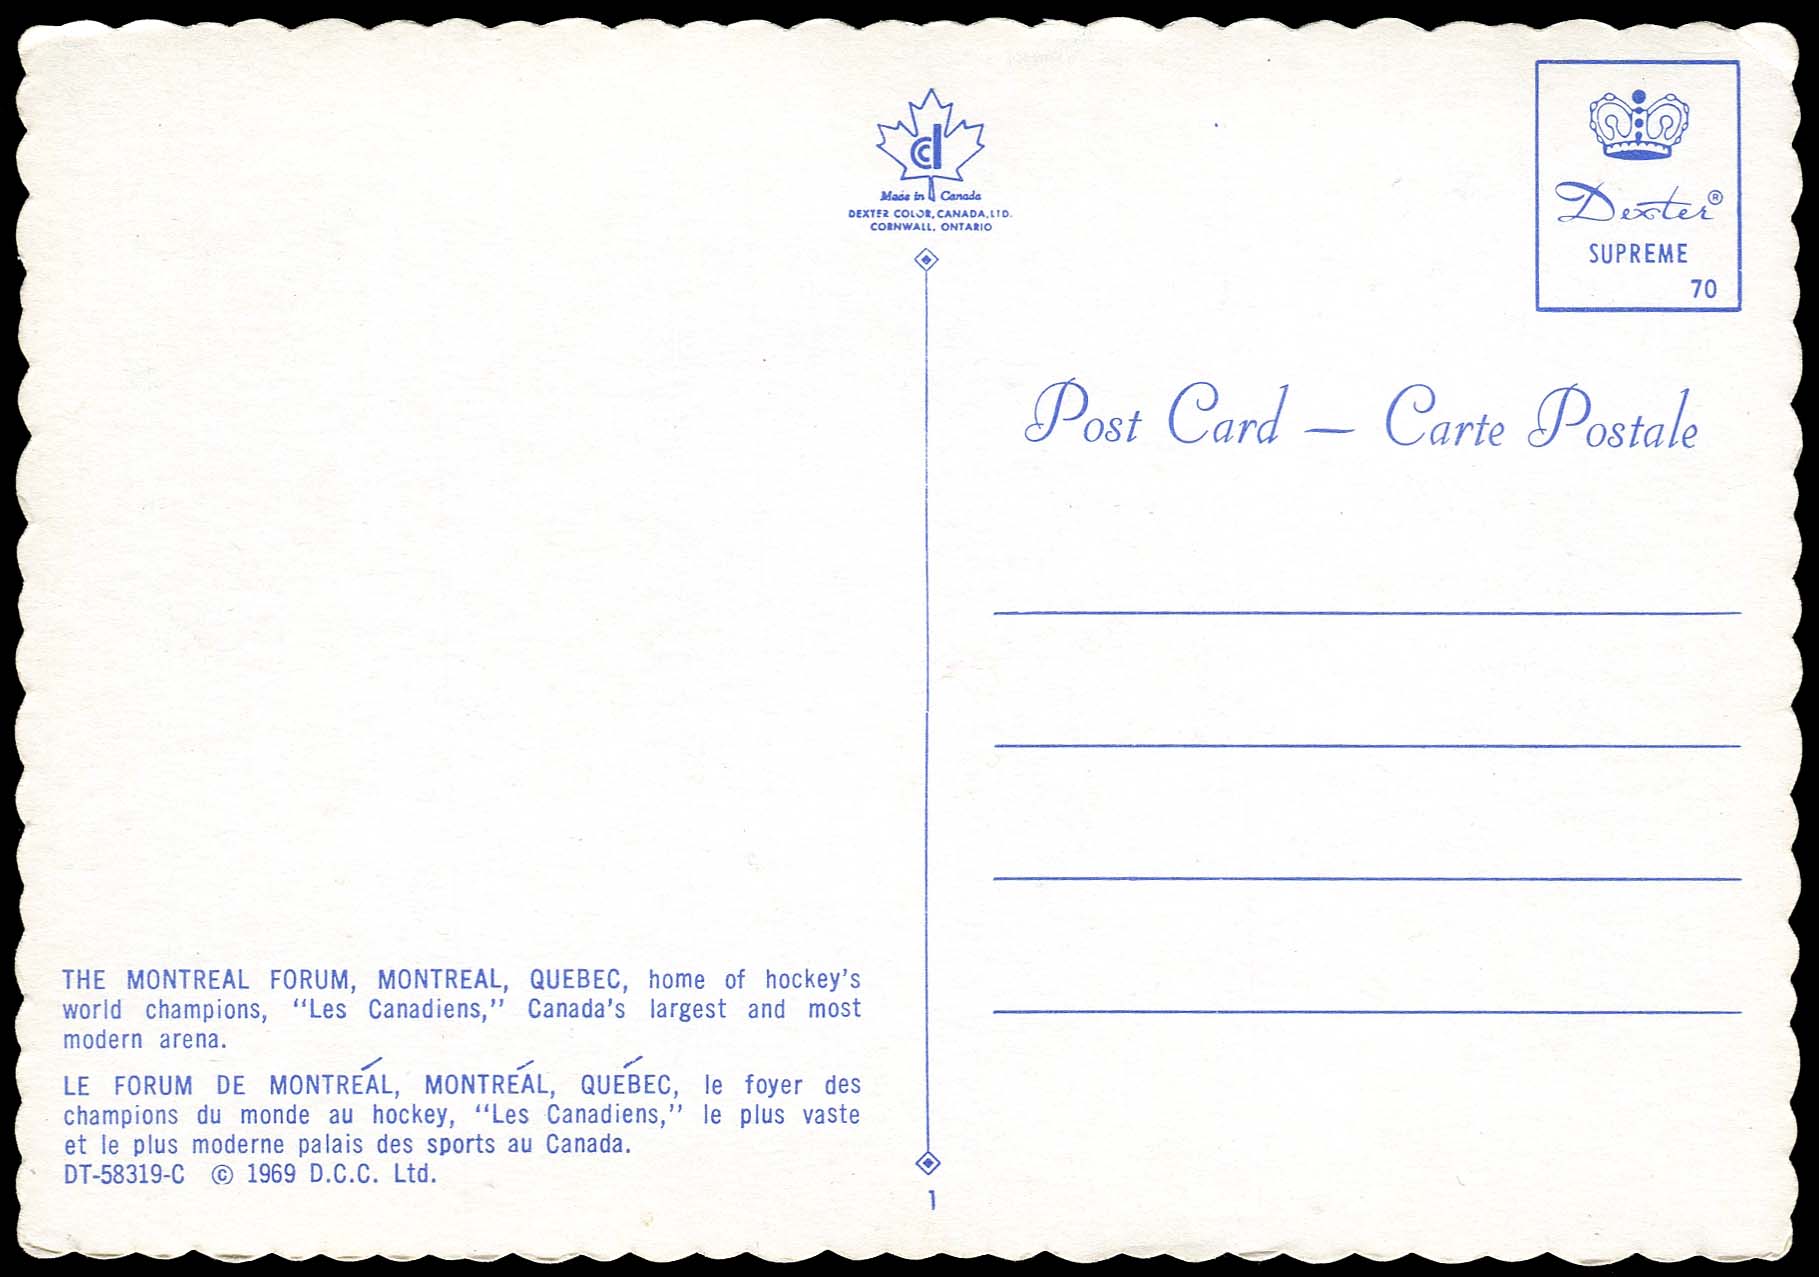 ccl
Made in Canada
DEXTER COLOR, CANADA, LTD.
CORNWALL, ONTARIO
Dexter®
SUPREME
70
Post Card — Carte Postale
THE MONTREAL FORUM, MONTREAL, QUEBEC, home of hockey's
world champions, "Les Canadiens," Canada's largest and most
modern arena.
LE FORUM DE MONTRÉAL, MONTRÉAL, QUÉBEC, le foyer des
champions du monde au hockey, "Les Canadiens," le plus vaste
et le plus moderne palais des sports au Canada.
DT-58319-C © 1969 D.C.C. Ltd.
1